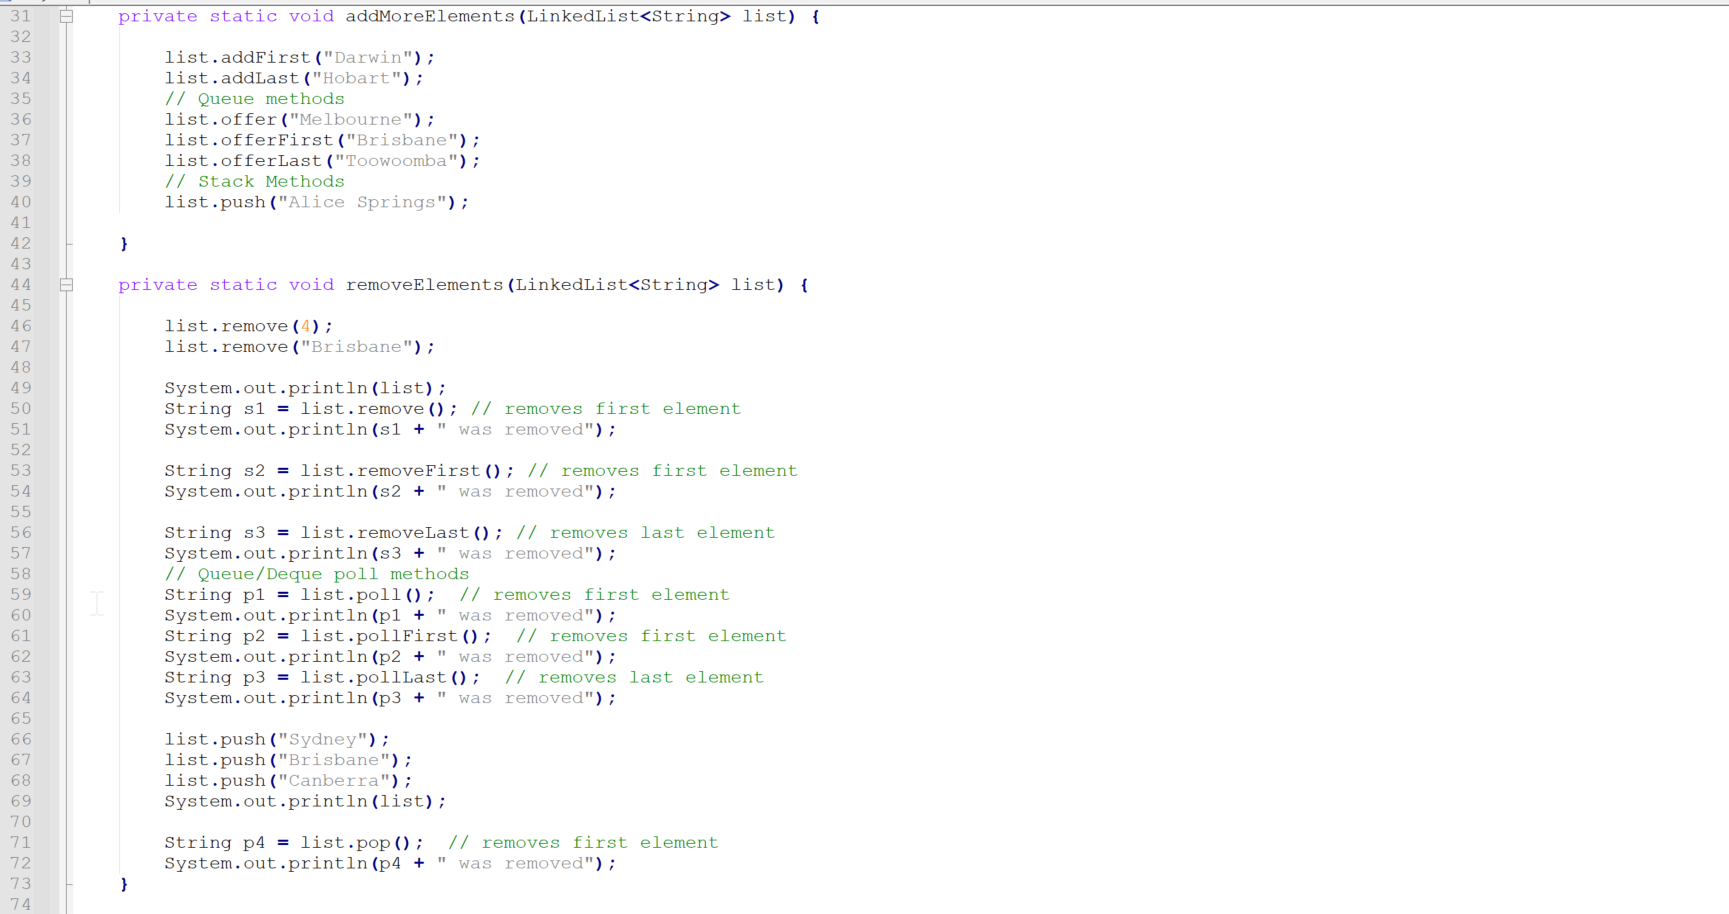 31 private static void addMoreElements(LinkedList<String> list) {
32
33 list.addFirst("Darwin");
34 list.addLast("Hobart");
35 // Queue methods
36 list.offer("Melbourne");
37 list.offerFirst("Brisbane");
38 list.offerLast("Toowoomba");
39 // Stack Methods
40 list.push("Alice Springs");
41
42 }
43
44 private static void removeElements(LinkedList<String> list) {
45
46 list.remove(4);
47 list.remove("Brisbane");
48
49 System.out.println(list);
50 String s1 = list.remove(); // removes first element
51 System.out.println(s1 + " was removed");
52
53 String s2 = list.removeFirst(); // removes first element
54 System.out.println(s2 + " was removed");
55
56 String s3 = list.removeLast(); // removes last element
57 System.out.println(s3 + " was removed");
58 // Queue/Deque poll methods
59 String p1 = list.poll(); // removes first element
60 System.out.println(p1 + " was removed");
61 String p2 = list.pollFirst(); // removes first element
62 System.out.println(p2 + " was removed");
63 String p3 = list.pollLast(); // removes last element
64 System.out.println(p3 + " was removed");
65
66 list.push("Sydney");
67 list.push("Brisbane");
68 list.push("Canberra");
69 System.out.println(list);
70
71 String p4 = list.pop(); // removes first element
72 System.out.println(p4 + " was removed");
73 }
74